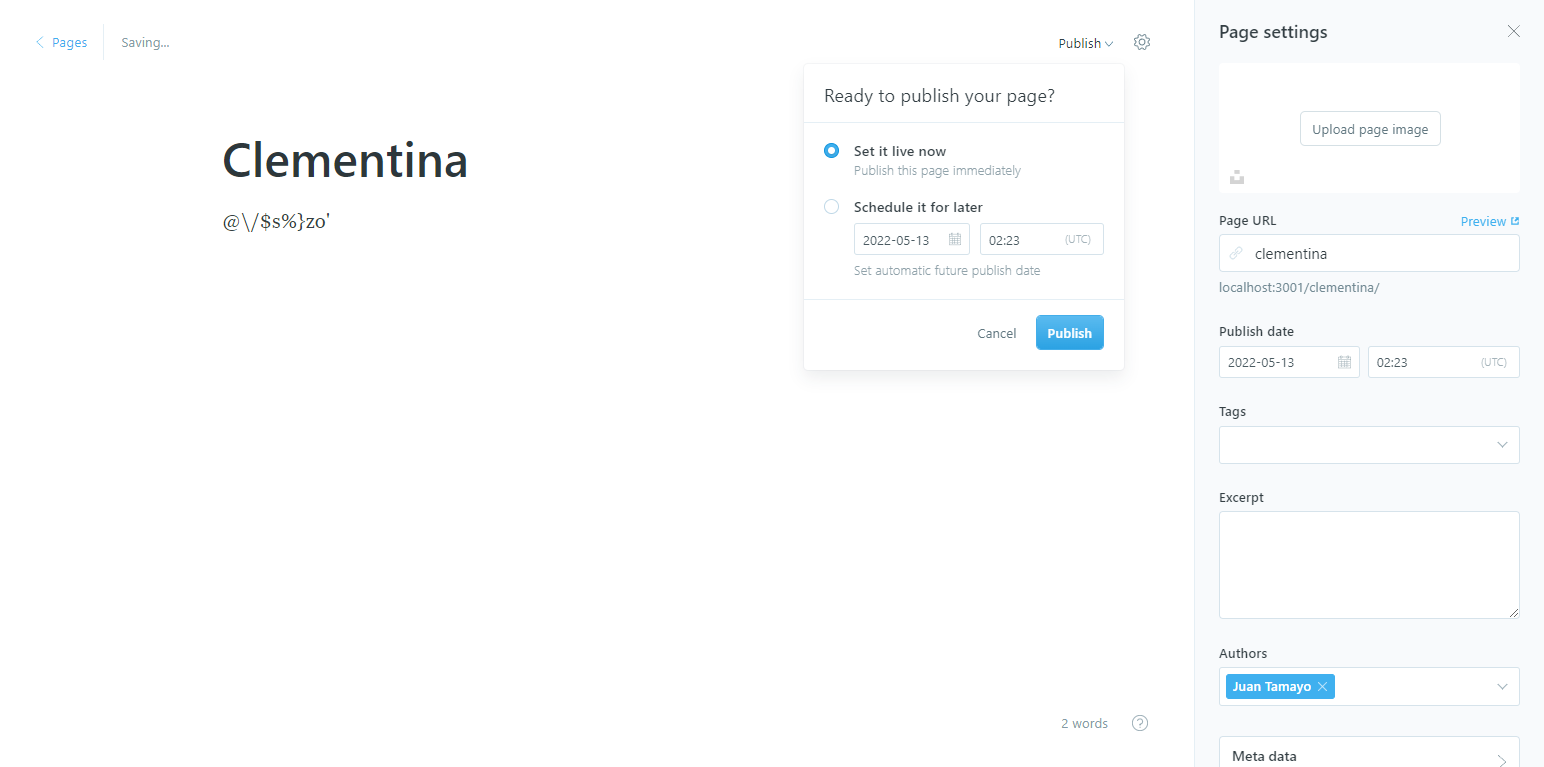 Pages
Saving...
Publish
Ready to publish your page?
Set it live now
Publish this page immediately
Schedule it for later
2022-05-13
02:23
(UTC)
Set automatic future publish date
Cancel
Publish
Clementina
@\/$s%}zo'
2 words
?
Page settings
Upload page image
Page URL
Preview
clementina
localhost:3001/clementina/
Publish date
2022-05-13
02:23
(UTC)
Tags
Excerpt
Authors
Juan Tamayo
Meta data